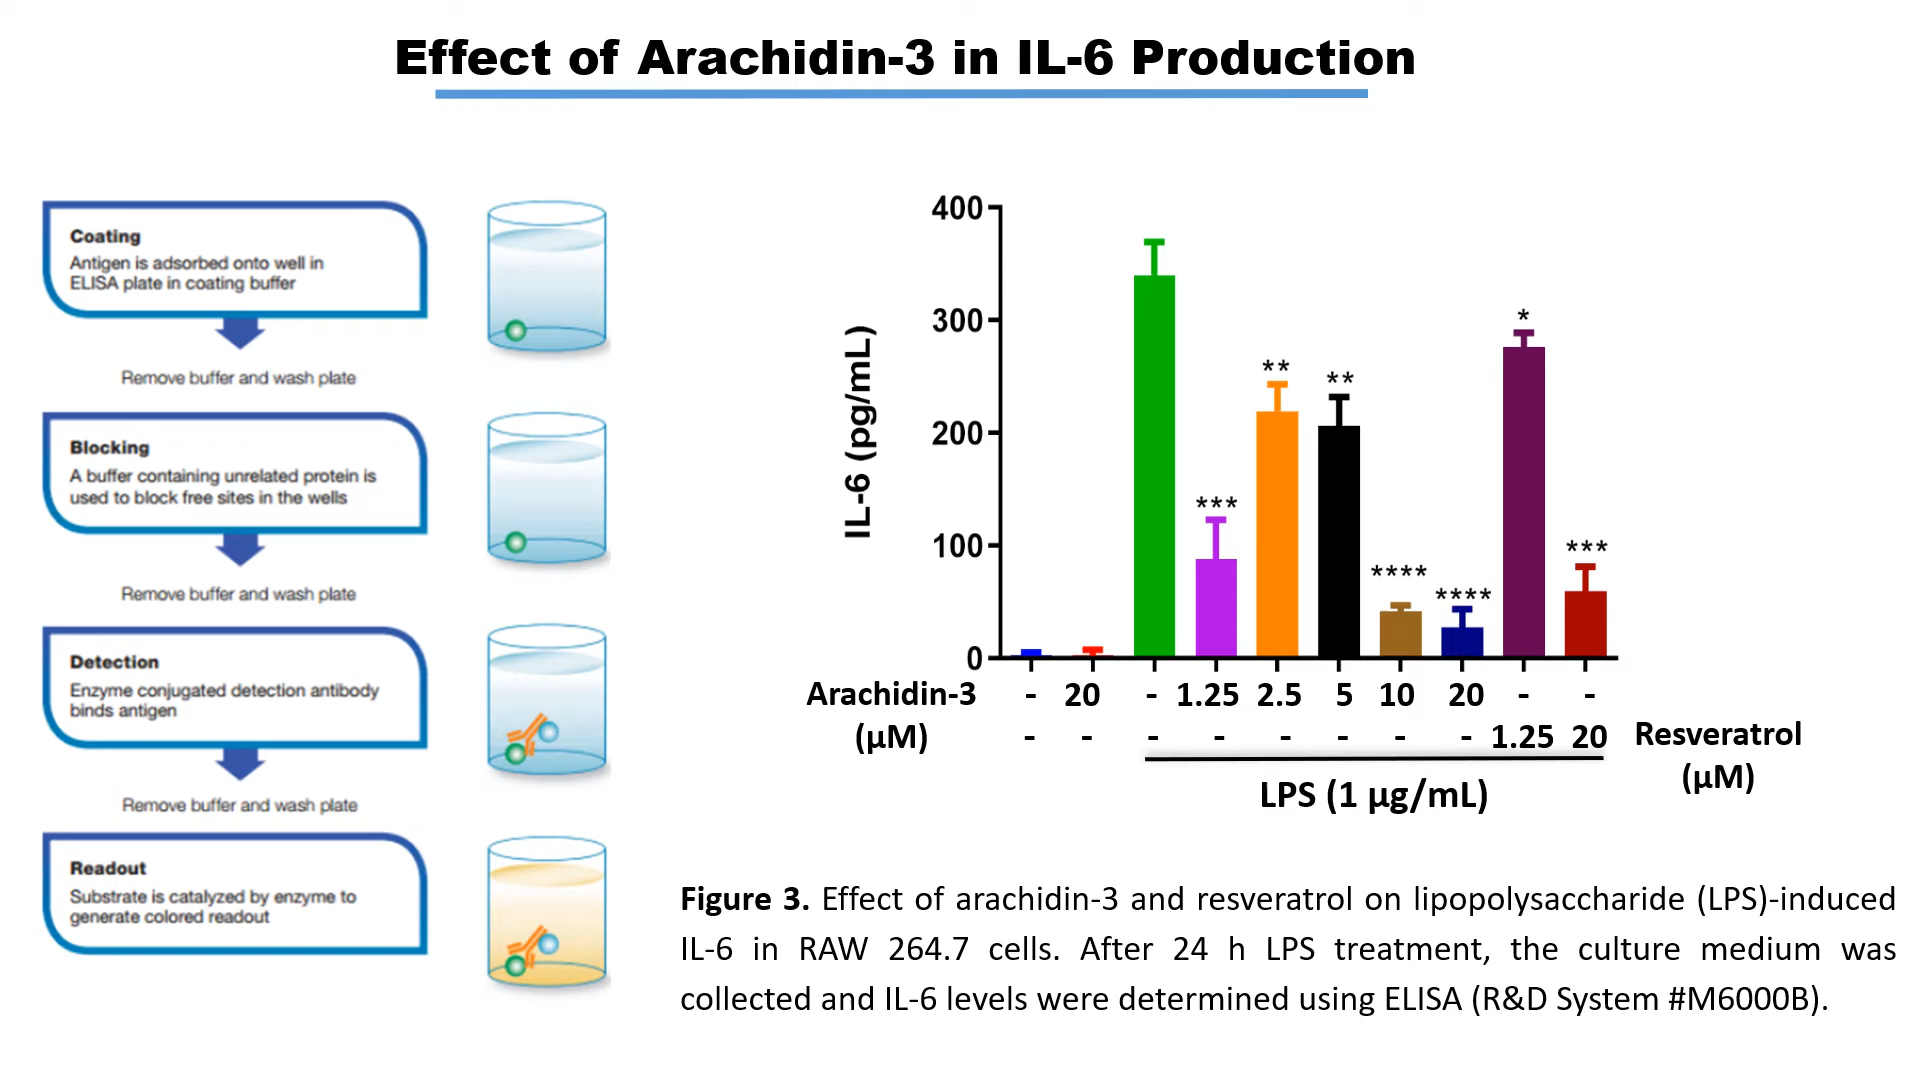 Effect of Arachidin-3 in IL-6 Production
Coating
Antigen is adsorbed onto well in
ELISA plate in coating buffer
Remove buffer and wash plate
Blocking
A buffer containing unrelated protein is
used to block free sites in the wells
Remove buffer and wash plate
Detection
Enzyme conjugated detection antibody
binds antigen
Remove buffer and wash plate
Readout
Substrate is catalyzed by enzyme to
generate colored readout
IL-6 (pg/mL)
400
300
200
100
0
***
**
**
****
****
*
***
Arachidin-3 - 20 - 1.25 2.5 5 10 20 - -
(µM) - - - - - - - - 1.25 20 Resveratrol
(µM)
LPS (1 µg/mL)
Figure 3. Effect of arachidin-3 and resveratrol on lipopolysaccharide (LPS)-induced
IL-6 in RAW 264.7 cells. After 24 h LPS treatment, the culture medium was
collected and IL-6 levels were determined using ELISA (R&D System #M6000B).